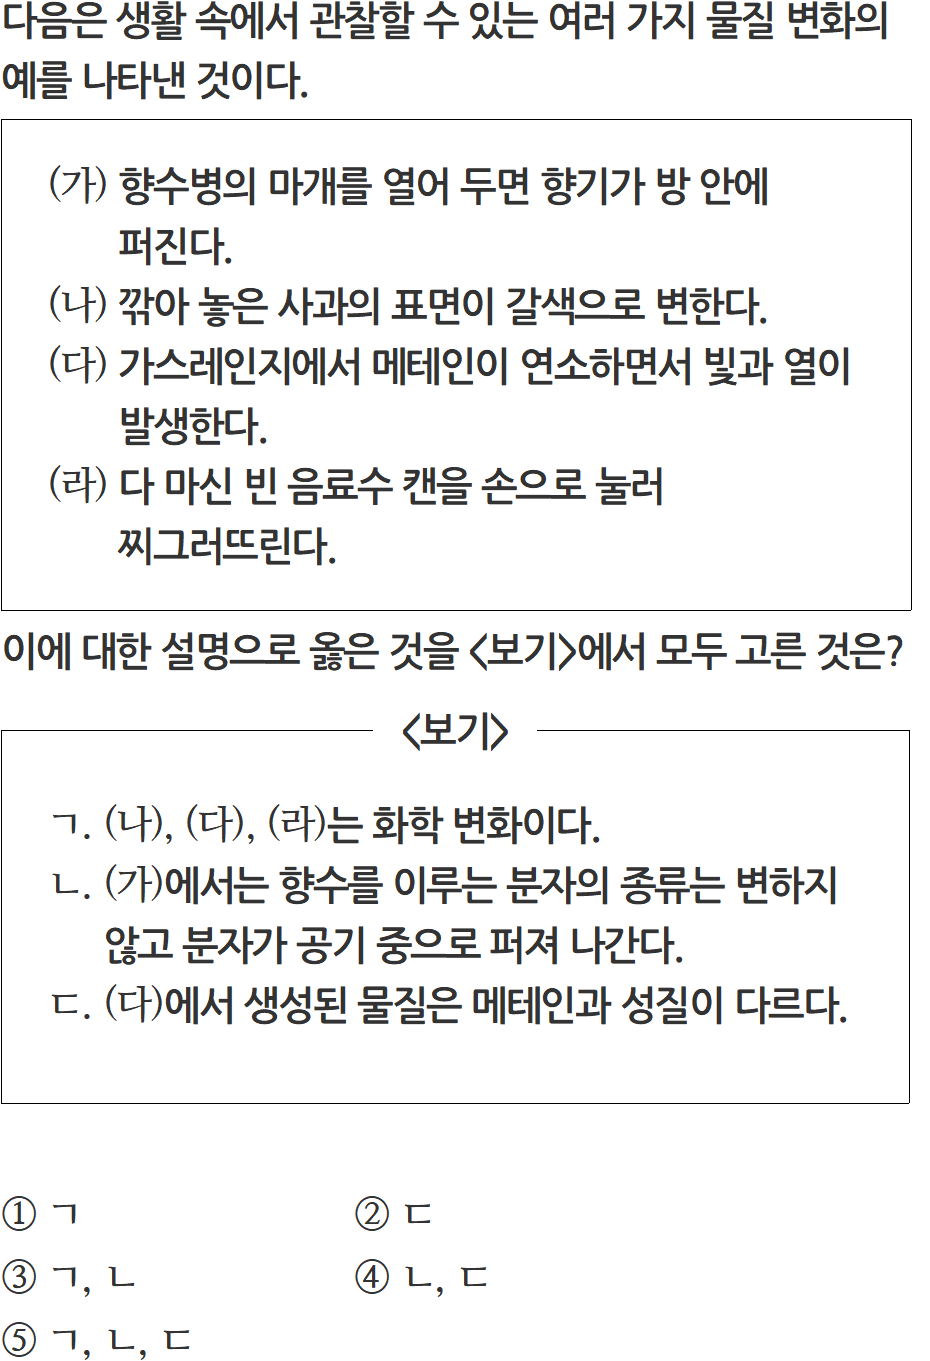 다음은 생활 속에서 관찰할 수 있는 여러 가지 물질 변화의
예를 나타낸 것이다.
(가) 향수병의 마개를 열어 두면 향기가 방 안에
퍼진다.
(나) 깎아 놓은 사과의 표면이 갈색으로 변한다.
(다) 가스레인지에서 메테인이 연소하면서 빛과 열이
발생한다.
(라) 다 마신 빈 음료수 캔을 손으로 눌러
찌그러뜨린다.
이에 대한 설명으로 옳은 것을 <보기>에서 모두 고른 것은?
<보기>
ㄱ. (나), (다), (라)는 화학 변화이다.
ㄴ. (가)에서는 향수를 이루는 분자의 종류는 변하지
않고 분자가 공기 중으로 퍼져 나간다.
ㄷ. (다)에서 생성된 물질은 메테인과 성질이 다르다.
① ㄱ ② ㄷ
③ ㄱ, ㄴ ④ ㄴ, ㄷ
⑤ ㄱ, ㄴ, ㄷ